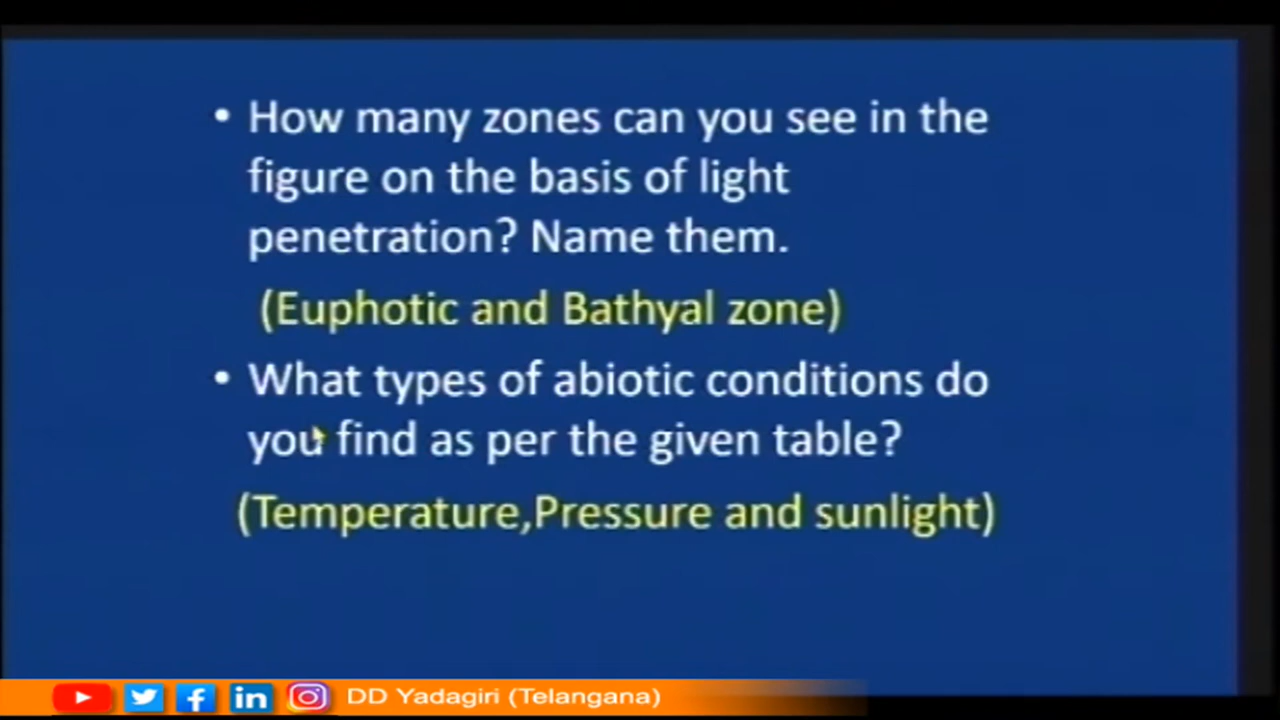 • How many zones can you see in the
figure on the basis of light
penetration? Name them.
(Euphotic and Bathyal zone)
• What types of abiotic conditions do
you find as per the given table?
(Temperature,Pressure and sunlight)
DD Yadagiri (Telangana)